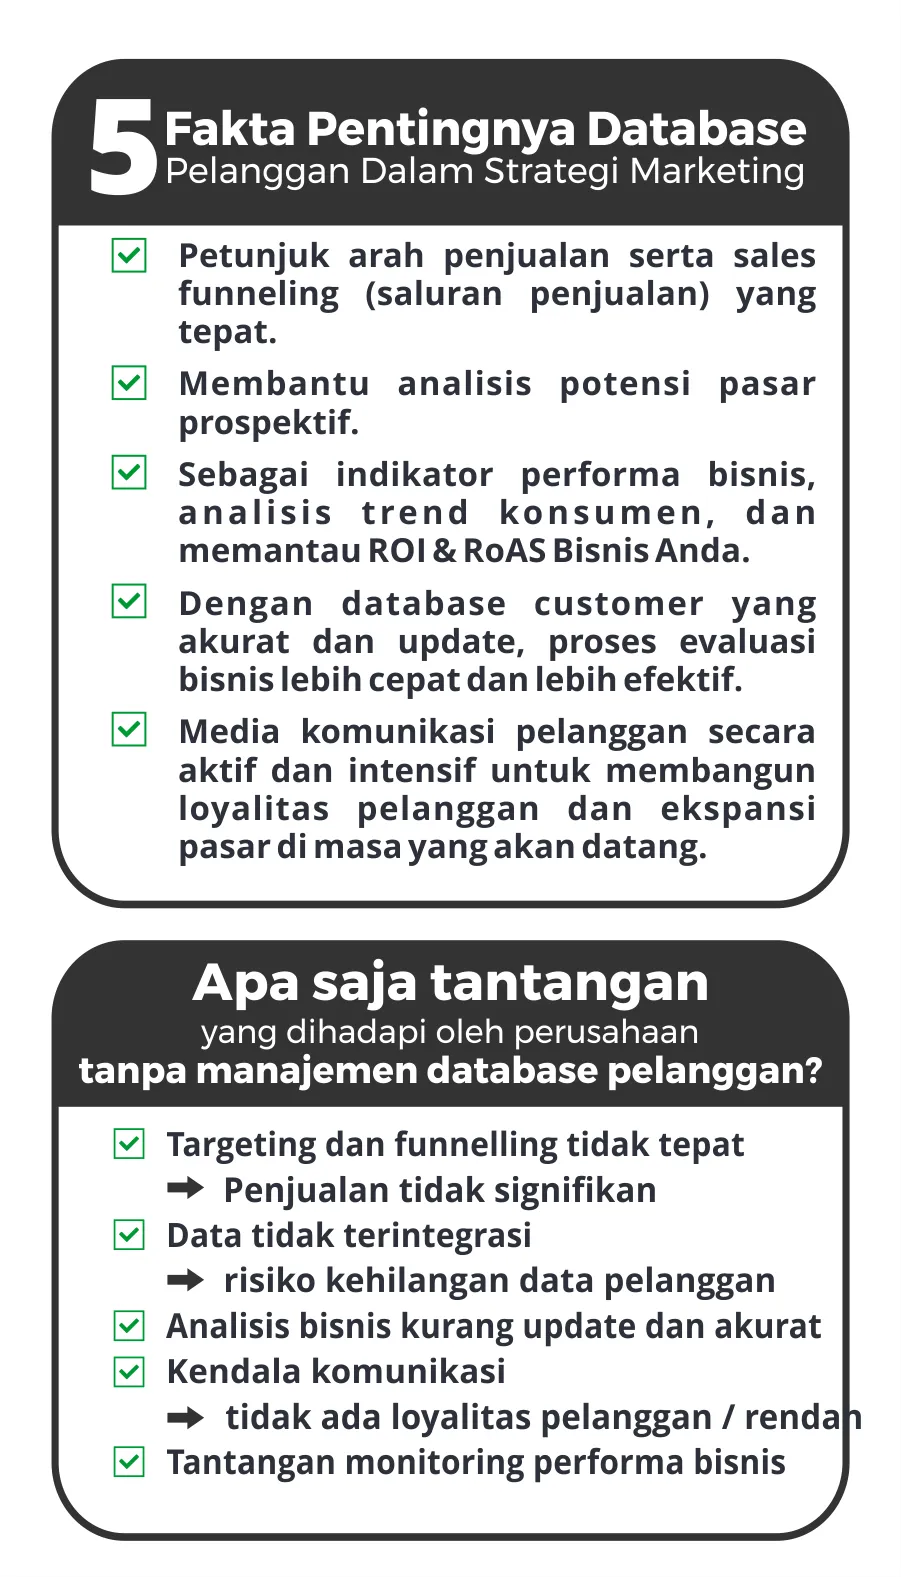 5 Fakta Pentingnya Database
Pelanggan Dalam Strategi Marketing
Petunjuk arah penjualan serta sales
funneling (saluran penjualan) yang
tepat.
Membantu analisis potensi pasar
prospektif.
Sebagai indikator performa bisnis,
analisis trend konsumen, dan
memantau ROI & RoAS Bisnis Anda.
Dengan database customer yang
akurat dan update, proses evaluasi
bisnis lebih cepat dan lebih efektif.
Media komunikasi pelanggan secara
aktif dan intensif untuk membangun
loyalitas pelanggan dan ekspansi
pasar di masa yang akan datang.
Apa saja tantangan
yang dihadapi oleh perusahaan
tanpa manajemen database pelanggan?
Targeting dan funnelling tidak tepat
Penjualan tidak signifikan
Data tidak terintegrasi
risiko kehilangan data pelanggan
Analisis bisnis kurang update dan akurat
Kendala komunikasi
tidak ada loyalitas pelanggan / rendah
Tantangan monitoring performa bisnis